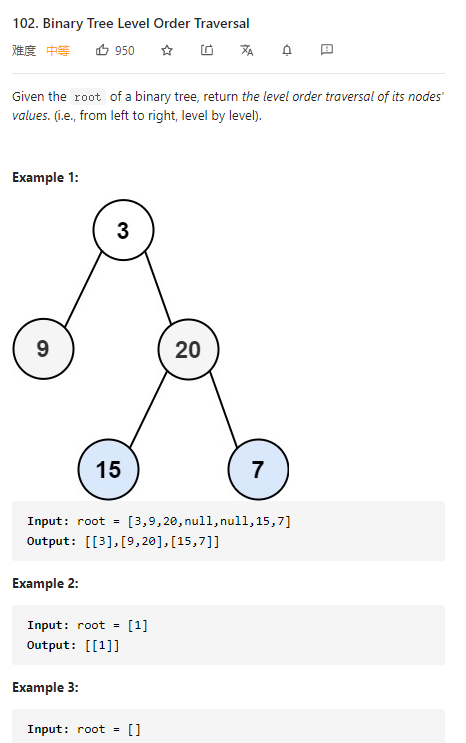 102. Binary Tree Level Order Traversal
难度 中等 950
Given the root of a binary tree, return the level order traversal of its nodes'
values. (i.e., from left to right, level by level).
Example 1:
3
9 20
15 7
Input: root = [3,9,20,null,null,15,7]
Output: [[3],[9,20],[15,7]]
Example 2:
Input: root = [1]
Output: [[1]]
Example 3:
Input: root = []